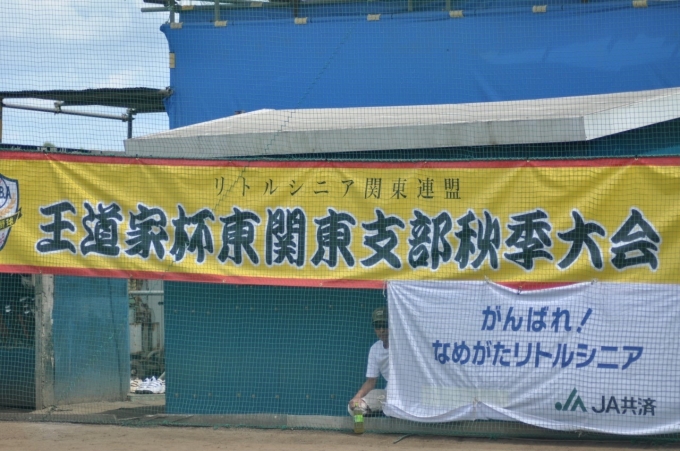 リトルシニア関東連盟
王道家杯東関東支部秋季大会
がんばれ！
なめがたリトルシニア
JA共済